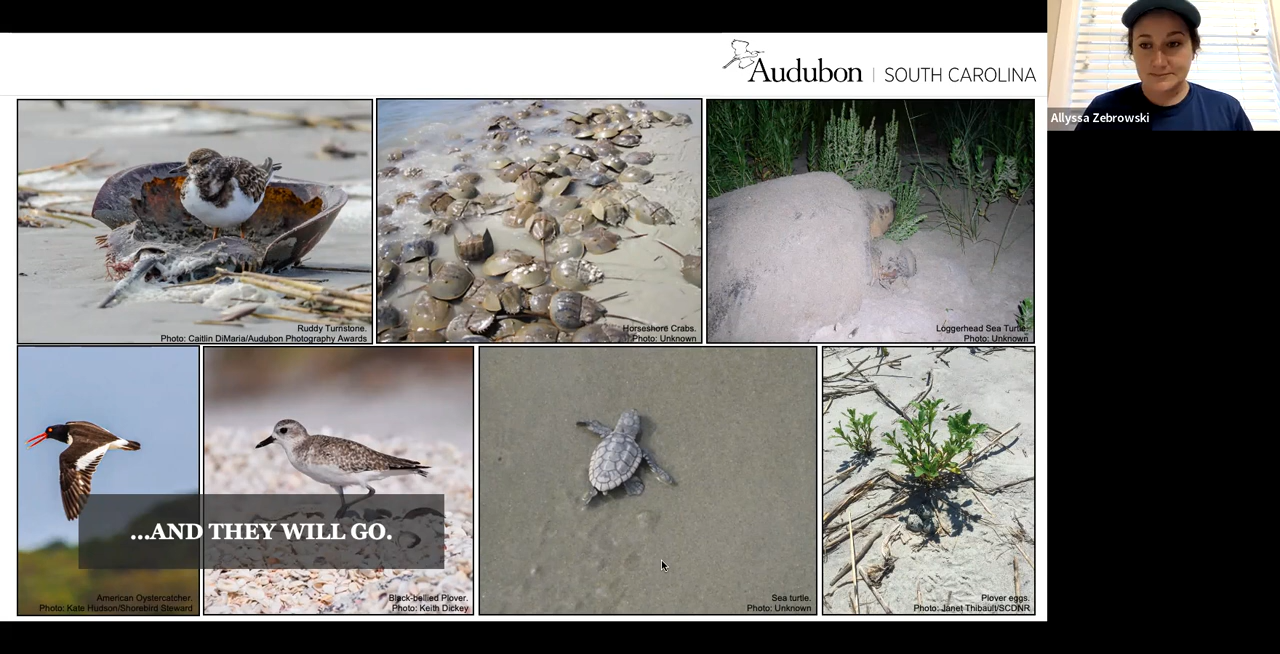 Audubon | SOUTH CAROLINA
Allyssa Zebrowski
Ruddy Turnstone.
Photo: Caitlin DiMaria/Audubon Photography Awards
Horseshore Crabs.
Photo: Unknown
Loggerhead Sea Turtle.
Photo: Unknown
...AND THEY WILL GO.
American Oystercatcher.
Photo: Kate Hudson/Shorebird Steward
Black-bellied Plover.
Photo: Keith Dickey
Sea turtle.
Photo: Unknown
Plover eggs.
Photo: Janet Thibault/SCDNR